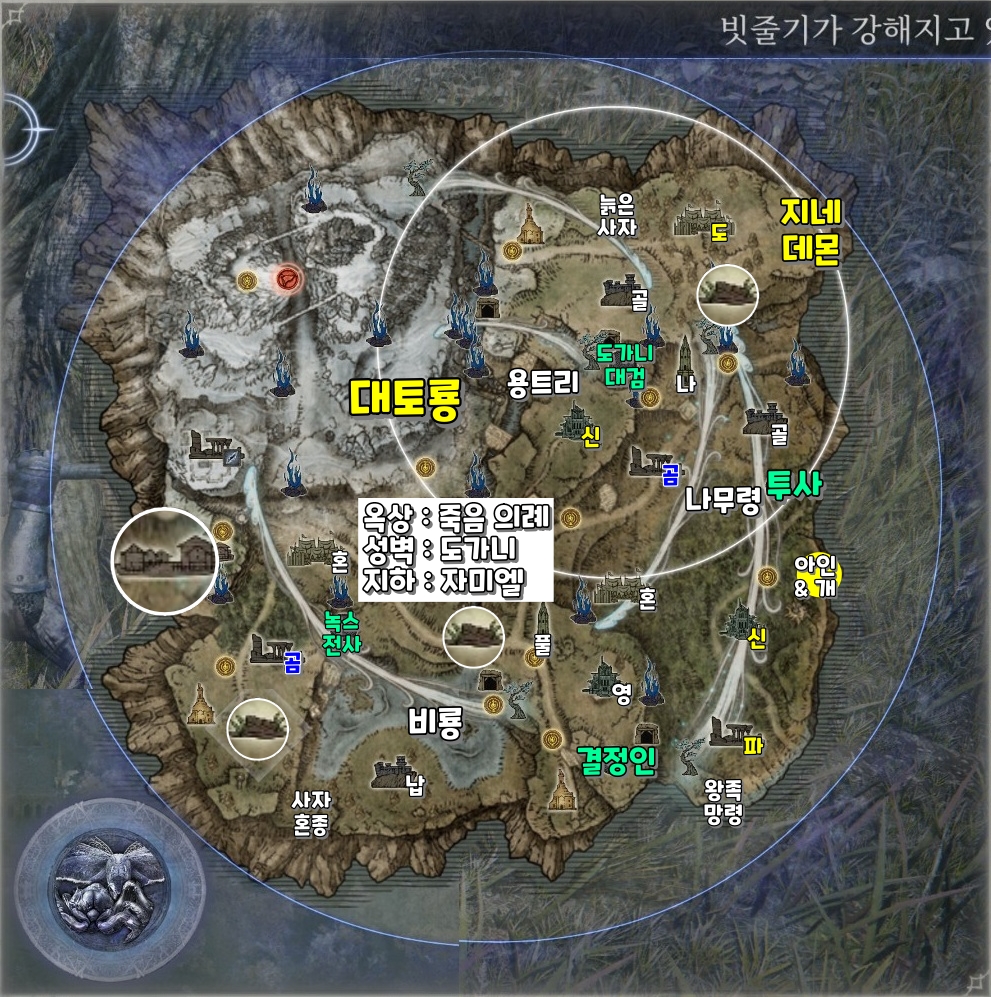 빗줄기가 강해지고
늙은
사자
도
지네
데몬
골
도가니
대검
나
용트리
대토룡
신
골
곰
나무령
투사
옥상 : 죽음 의례
성벽 : 도가니
지하 : 자미엘
혼
아인
& 개
혼
녹스
전사
풀
신
곰
영
비룡
결정인
파
납
사자
혼종
왕족
망령